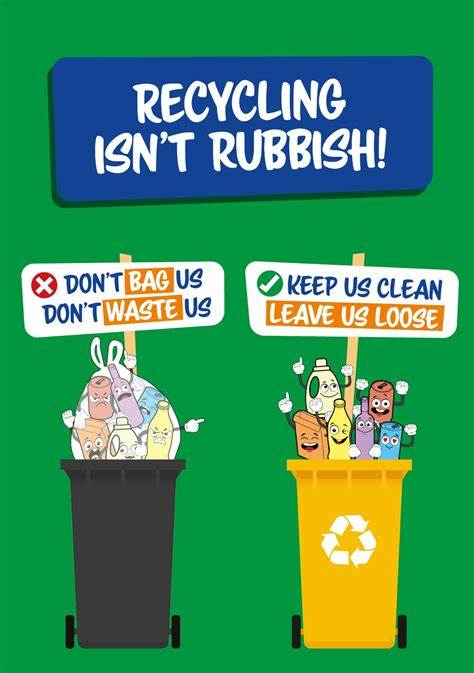 RECYCLING
ISN'T RUBBISH!
DON'T BAG US
DON'T WASTE US
KEEP US CLEAN
LEAVE US LOOSE